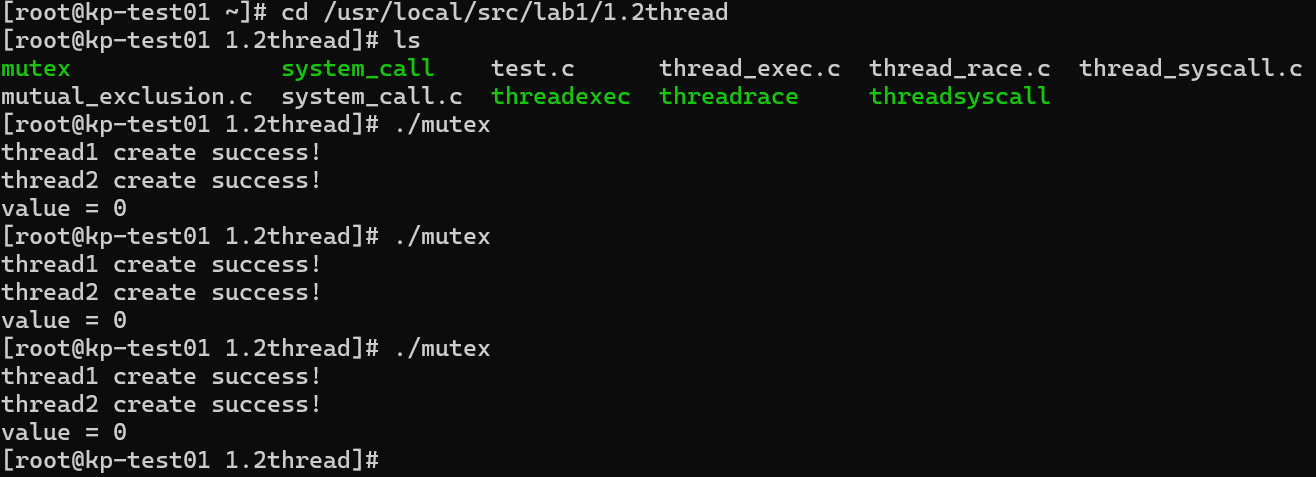 [root@kp-test01 ~]# cd /usr/local/src/lab1/1.2thread
[root@kp-test01 1.2thread]# ls
mutex               system_call    test.c      thread_exec.c  thread_race.c  thread_syscall.c
mutual_exclusion.c  system_call.c  threadexec  threadrace     threadsyscall
[root@kp-test01 1.2thread]# ./mutex
thread1 create success!
thread2 create success!
value = 0
[root@kp-test01 1.2thread]# ./mutex
thread1 create success!
thread2 create success!
value = 0
[root@kp-test01 1.2thread]# ./mutex
thread1 create success!
thread2 create success!
value = 0
[root@kp-test01 1.2thread]#